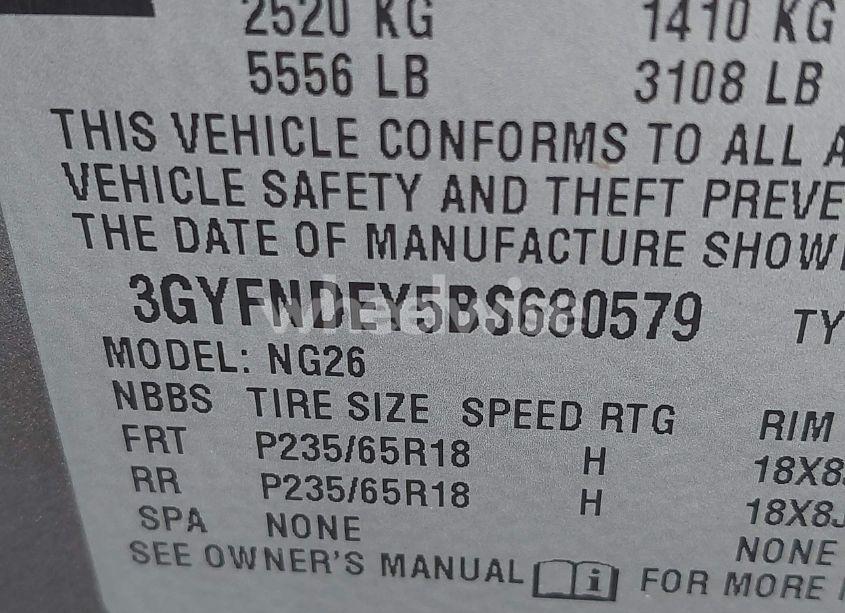 2520 KG 1410 KG
5556 LB 3108 LB
THIS VEHICLE CONFORMS TO ALL A
VEHICLE SAFETY AND THEFT PREVE
THE DATE OF MANUFACTURE SHOW
3GYFNDEY5BS680579 TY
wheelwise
MODEL: NG26
NBBS TIRE SIZE SPEED RTG RIM
FRT P235/65R18 H 18X8J
RR P235/65R18 H 18X8J
SPA NONE NONE
SEE OWNER'S MANUAL i FOR MORE